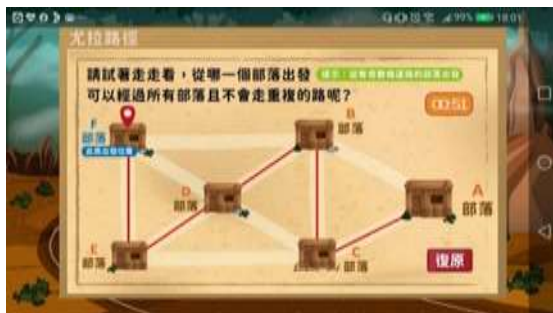 18:01
尤拉路徑
請試著走走看，從哪一個部落出發
可以經過所有部落且不會走重複的路呢？
00:51
F
部落
B
部落
D
部落
A
部落
E
部落
C
部落
復原